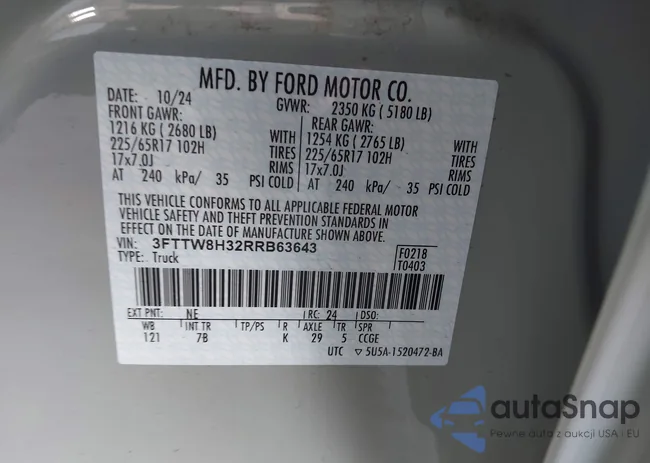 MFD. BY FORD MOTOR CO.
DATE: 10/24 GVWR: 2350 KG ( 5180 LB)
FRONT GAWR: REAR GAWR:
1216 KG ( 2680 LB) WITH 1254 KG ( 2765 LB) WITH
225/65R17 102H TIRES 225/65R17 102H TIRES
17x7.0J RIMS 17x7.0J RIMS
AT 240 kPa/ 35 PSI COLD AT 240 kPa/ 35 PSI COLD
THIS VEHICLE CONFORMS TO ALL APPLICABLE FEDERAL MOTOR
VEHICLE SAFETY AND THEFT PREVENTION STANDARDS IN
EFFECT ON THE DATE OF MANUFACTURE SHOWN ABOVE.
VIN: 3FTTW8H32RRB63643 F0218
TYPE: Truck T0403
EXT PNT: NE RC: 24 DSO:
WB INT TR TP/PS R AXLE TR SPR
121 7B K 29 5 CCGE
UTC ▽ 5U5A-1520472-BA
autaSnap
Pewne auta z aukcji USA i EU